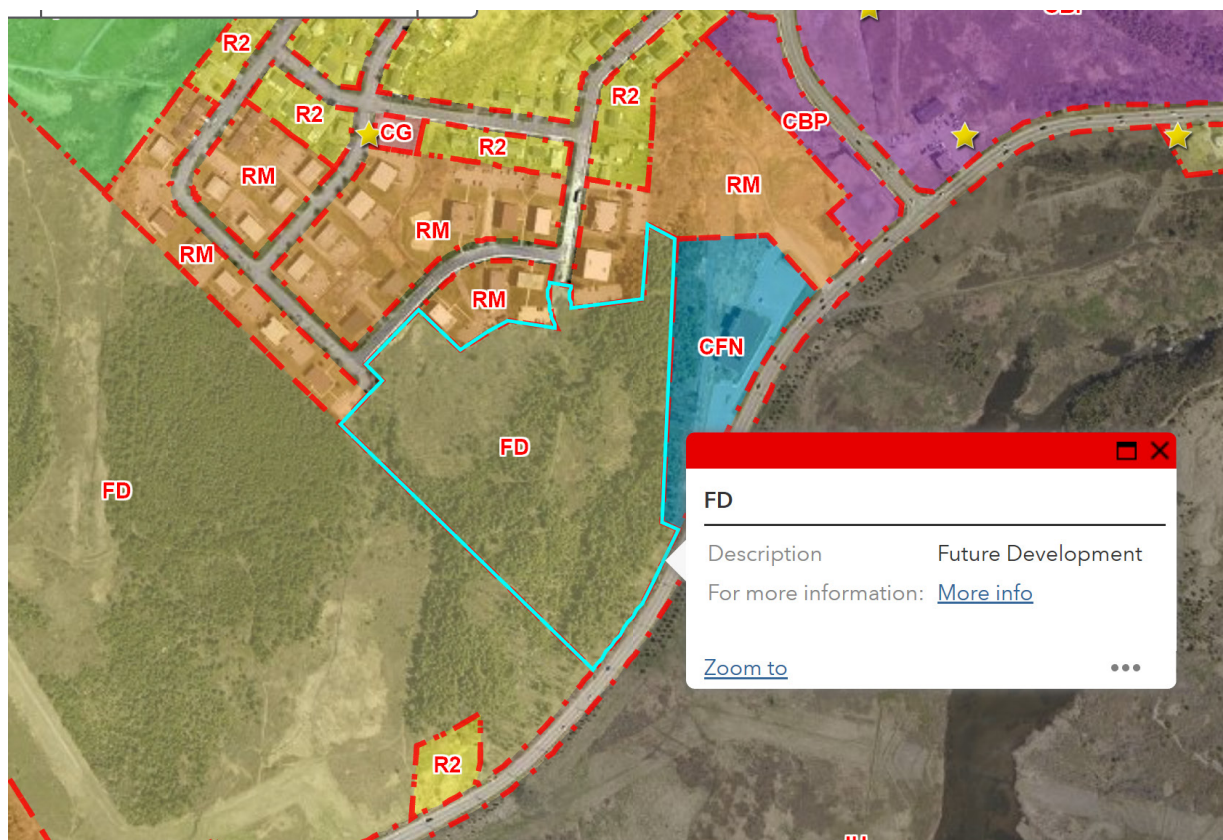 R2
R2
R2
CG
R2
CBP
RM
RM
RM
RM
RM
CFN
FD
FD
FD
Description Future Development
For more information: More info
Zoom to
R2